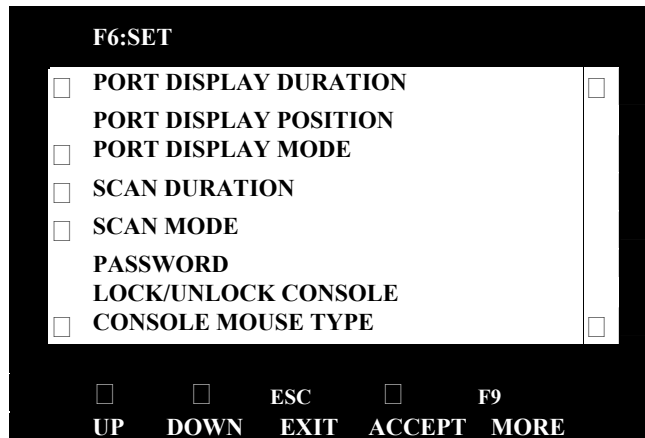 F6:SET
PORT DISPLAY DURATION
PORT DISPLAY POSITION
PORT DISPLAY MODE
SCAN DURATION
SCAN MODE
PASSWORD
LOCK/UNLOCK CONSOLE
CONSOLE MOUSE TYPE
ESC F9
UP DOWN EXIT ACCEPT MORE